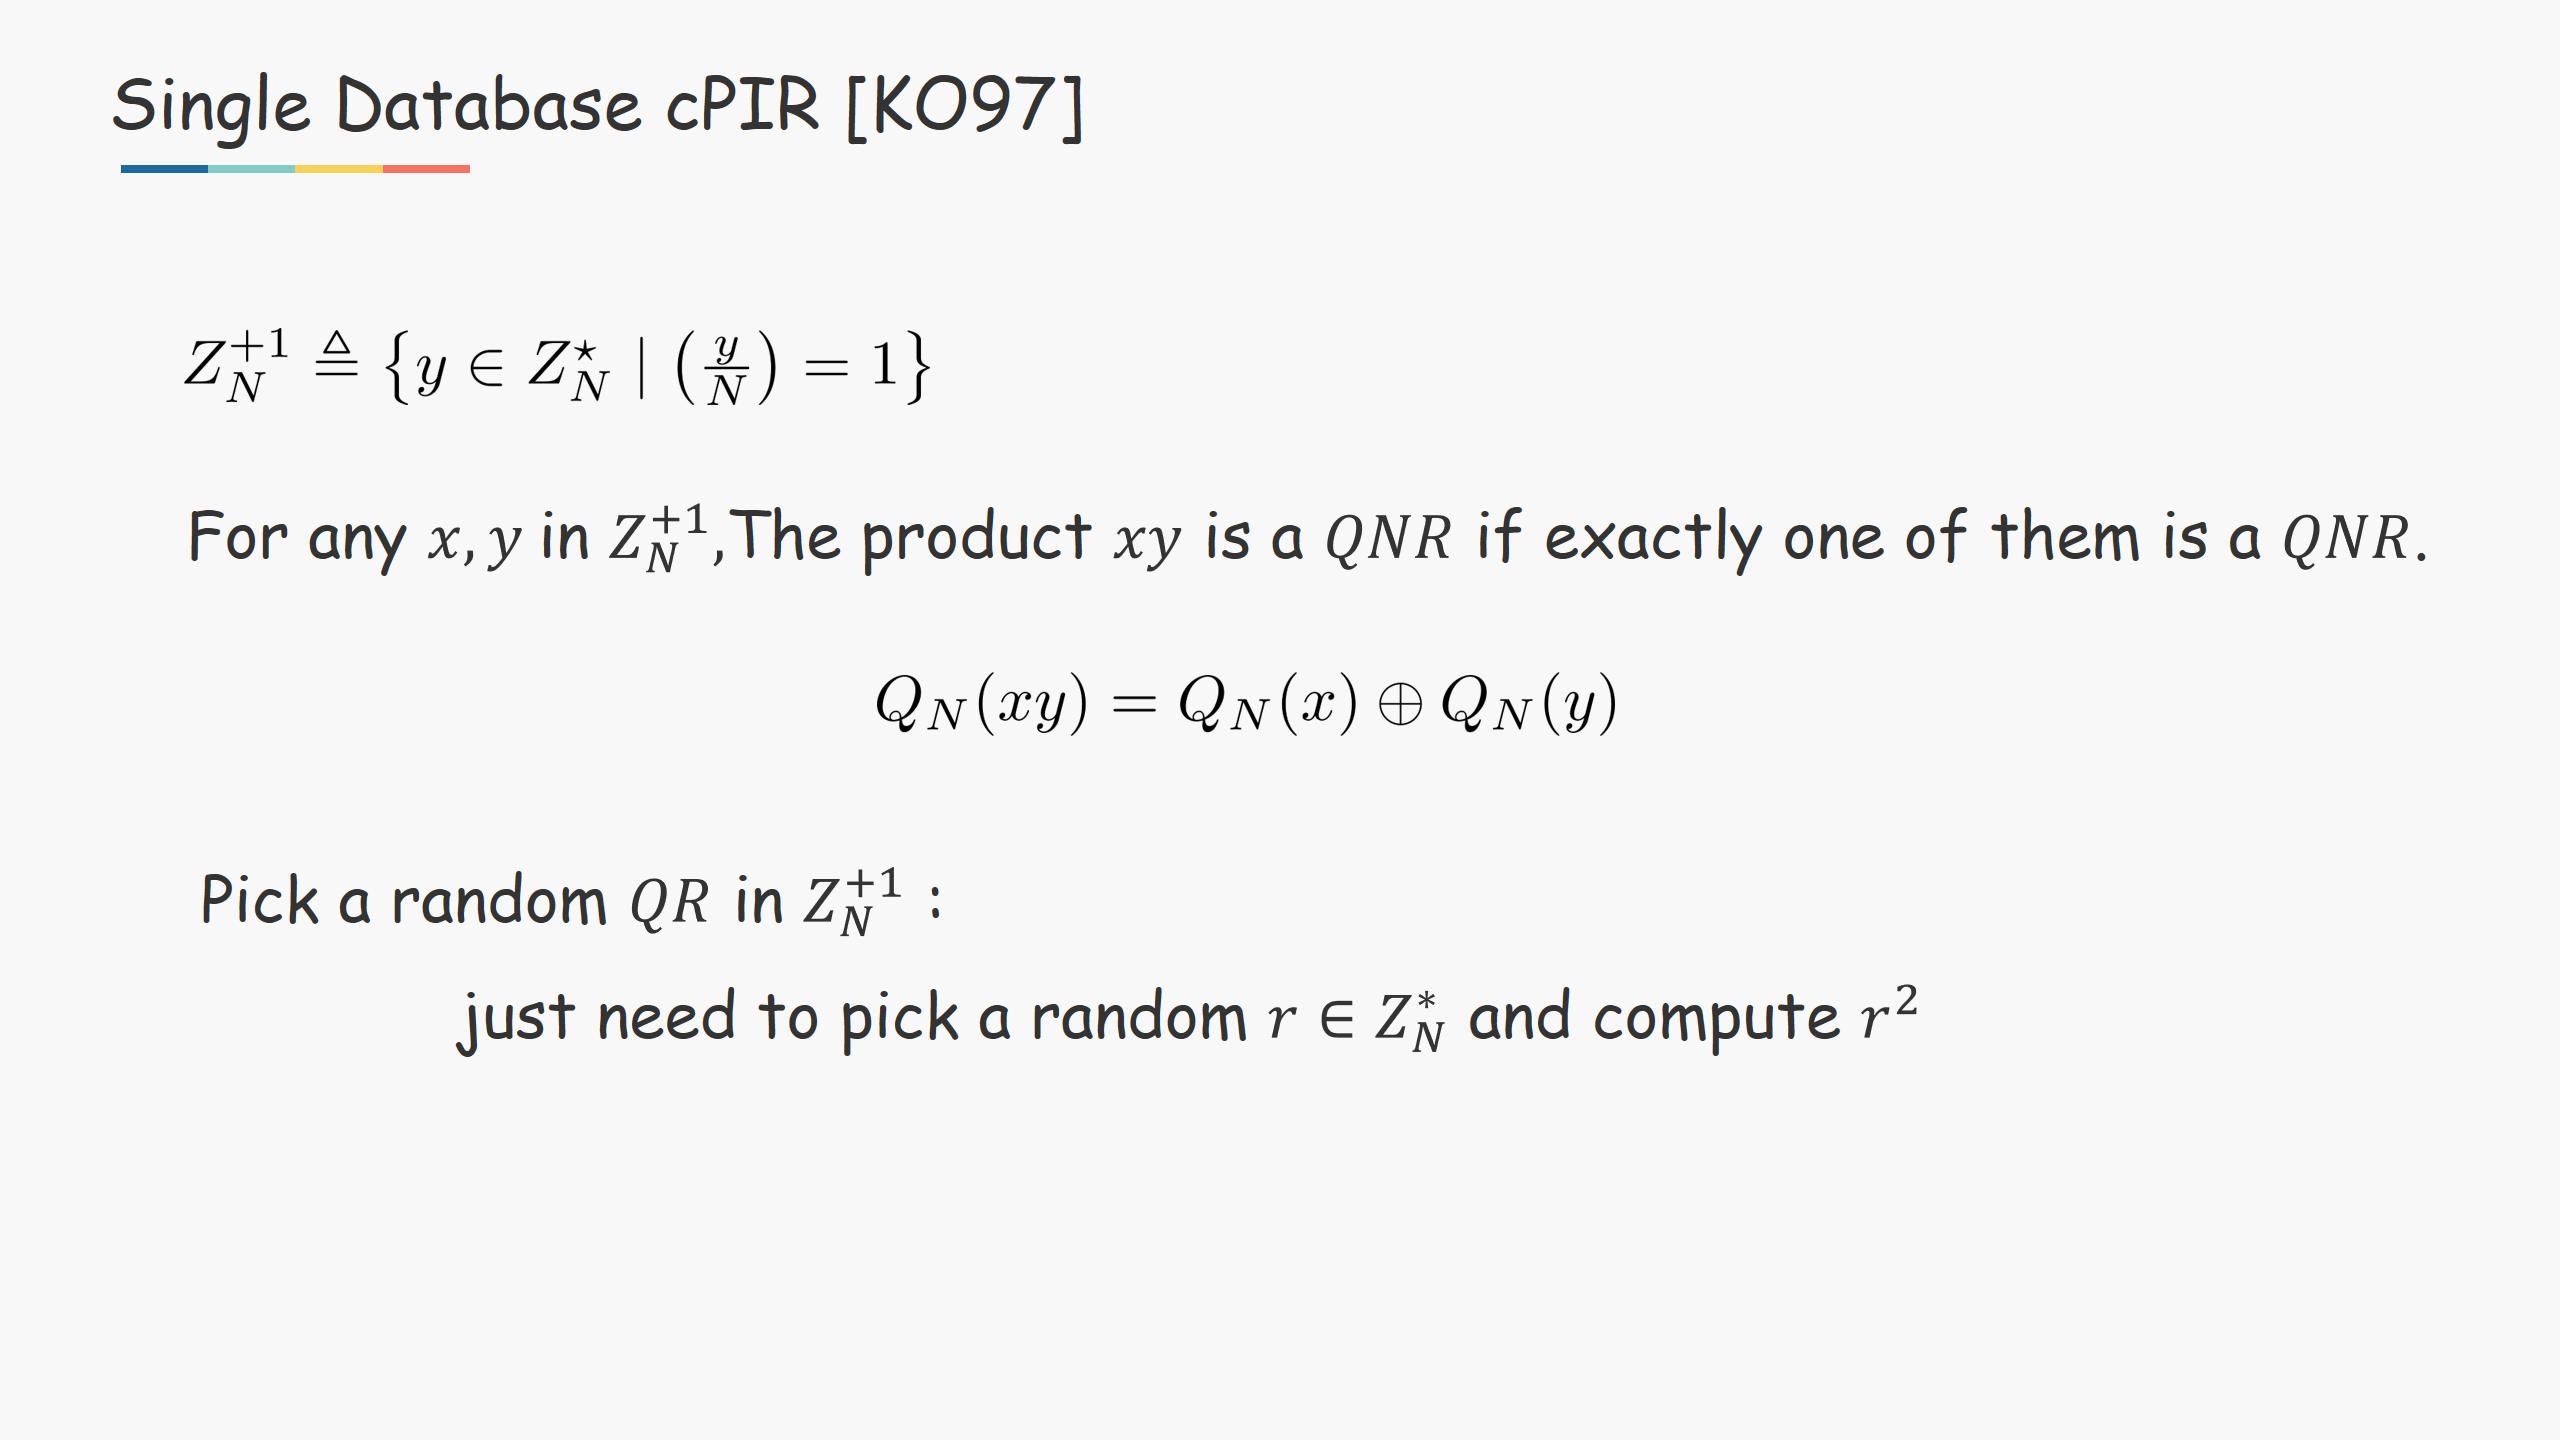 Single Database cPIR [KO97]
$Z_N^{+1} \triangleq \{y \in Z_N^\star \mid \left(\frac{y}{N}\right) = 1\}$
For any $x, y$ in $Z_N^{+1}$,The product $xy$ is a $QNR$ if exactly one of them is a $QNR$.
$Q_N(xy) = Q_N(x) \oplus Q_N(y)$
Pick a random $QR$ in $Z_N^{+1}$ :
just need to pick a random $r \in Z_N^*$ and compute $r^2$